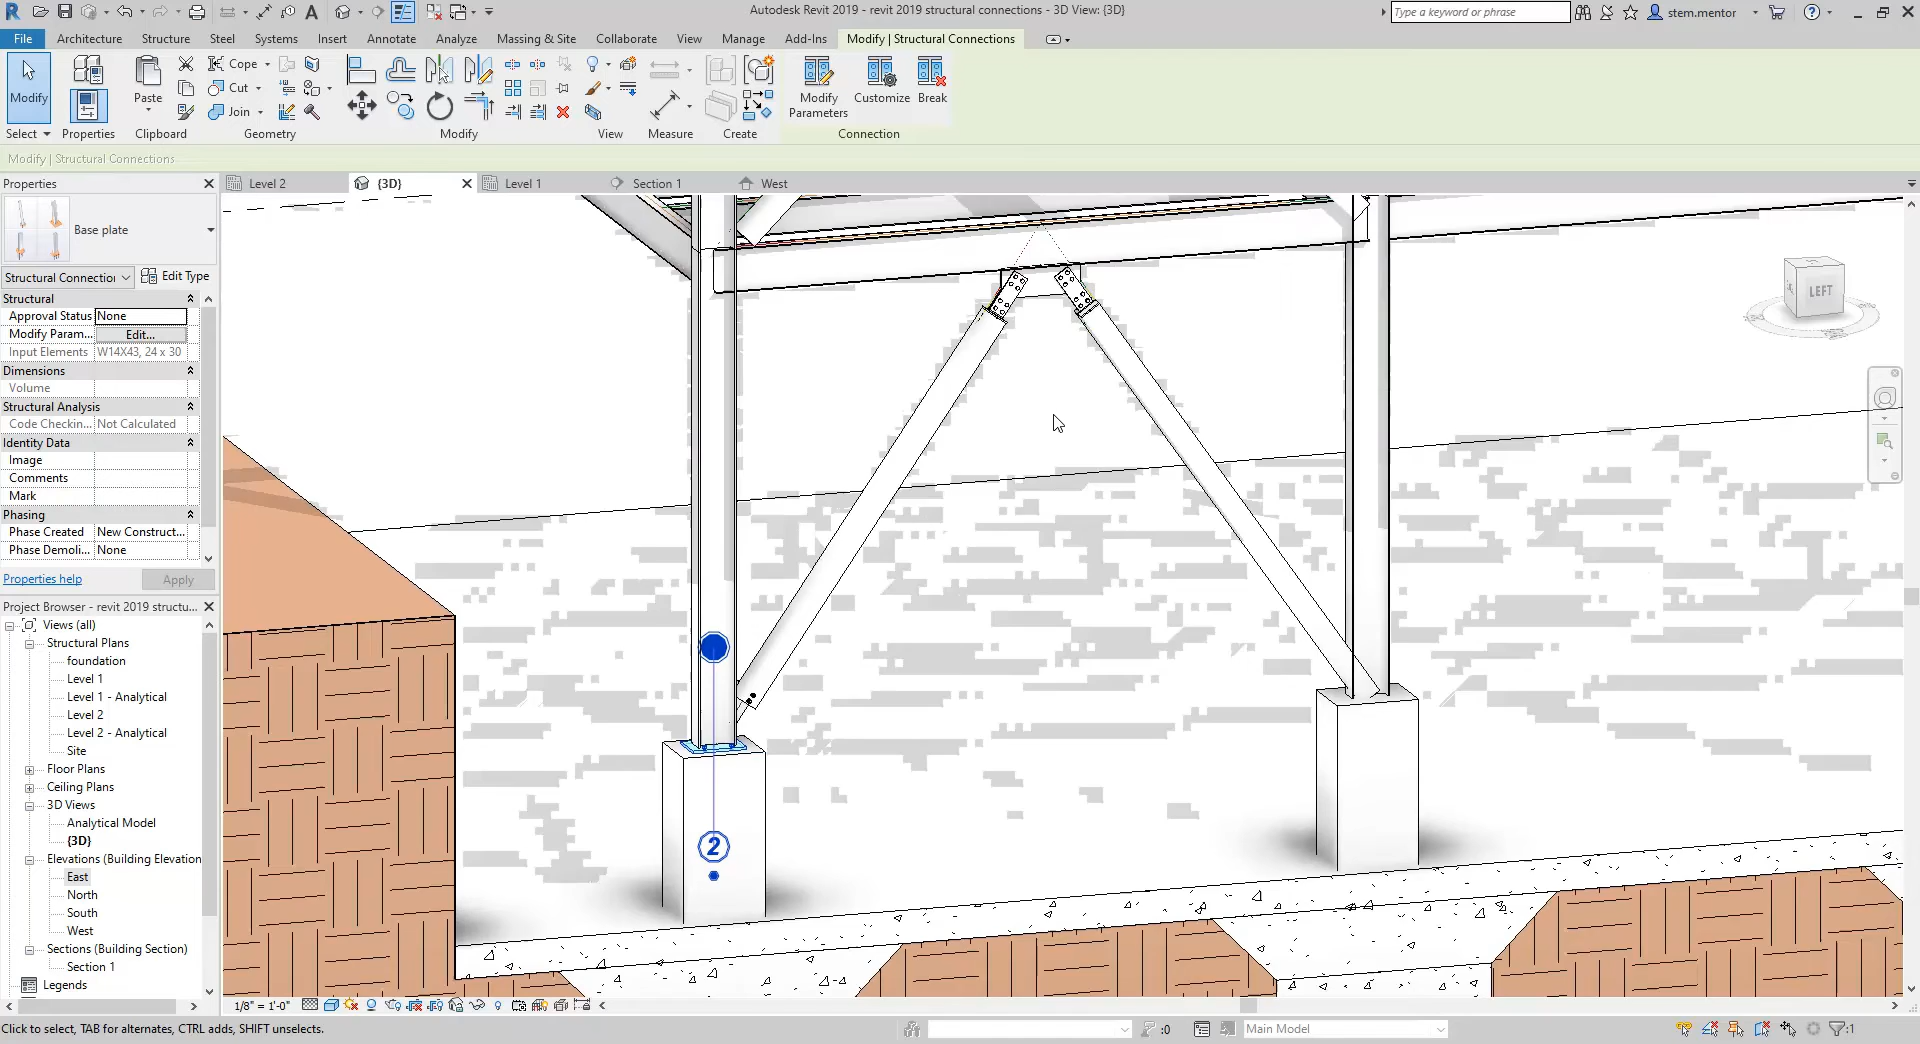 Autodesk Revit 2019 - revit 2019 structural connections - 3D View: {3D}
Type a keyword or phrase
stem.mentor
File Architecture Structure Steel Systems Insert Annotate Analyze Massing & Site Collaborate View Manage Add-Ins Modify | Structural Connections
Modify
Paste
Cope
Cut
Join
Modify Parameters
Customize
Break
Select Properties Clipboard Geometry Modify View Measure Create Connection
Modify | Structural Connections
Properties
Level 2
{3D}
Level 1
Section 1
West
Base plate
Structural Connection
Edit Type
Structural
Approval Status None
Modify Param... Edit...
Input Elements W14X43, 24 x 30
Dimensions
Volume
Structural Analysis
Code Checkin... Not Calculated
Identity Data
Image
Comments
Mark
Phasing
Phase Created New Construct...
Phase Demoli... None
Properties help
Apply
Project Browser - revit 2019 structu...
Views (all)
Structural Plans
foundation
Level 1
Level 1 - Analytical
Level 2
Level 2 - Analytical
Site
Floor Plans
Ceiling Plans
3D Views
Analytical Model
{3D}
Elevations (Building Elevation
East
North
South
West
Sections (Building Section)
Section 1
Legends
LEFT
2
1/8" = 1'-0"
Click to select, TAB for alternates, CTRL adds, SHIFT unselects.
:0
Main Model
:1